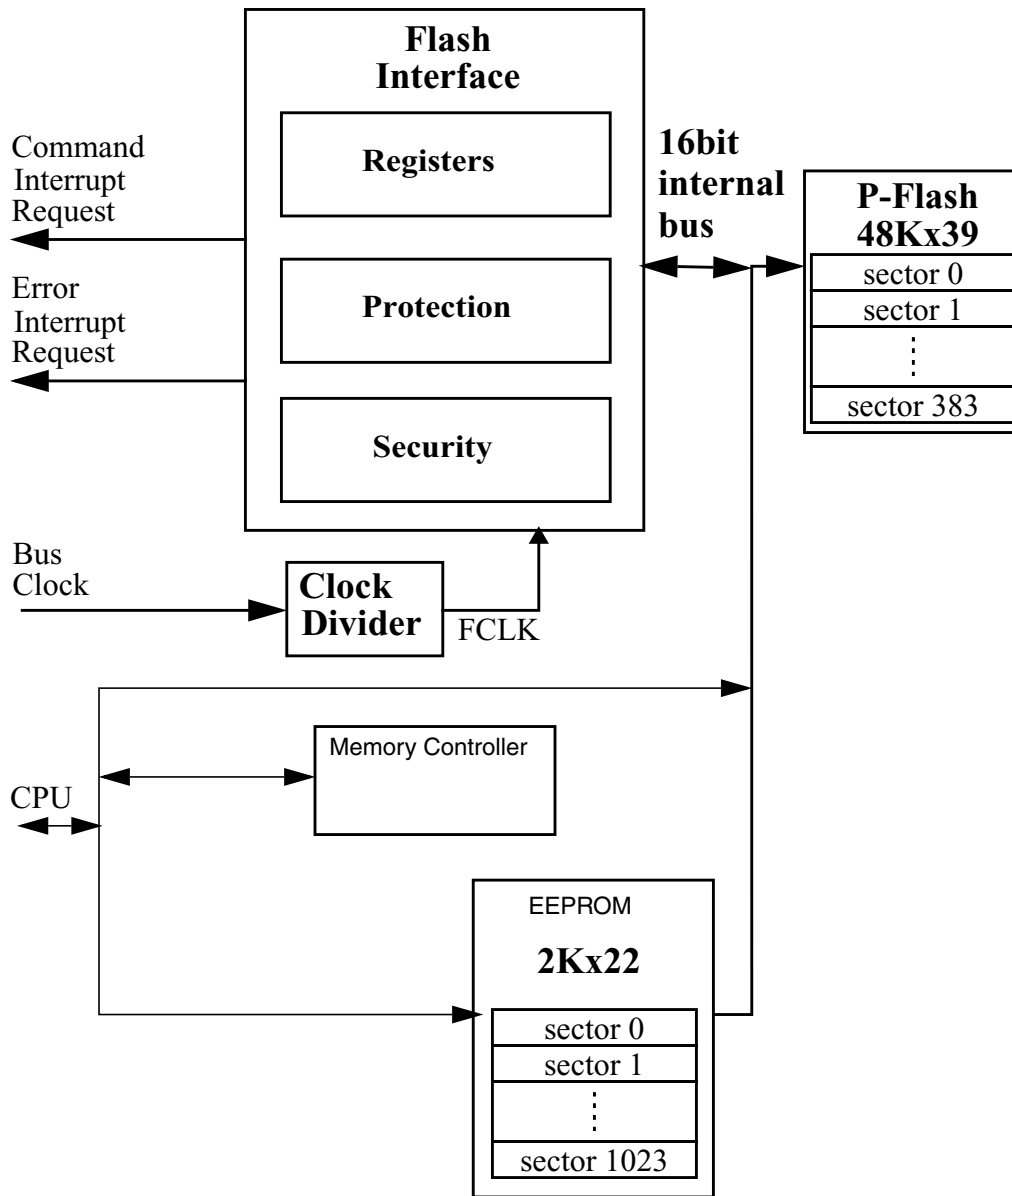 Flash
Interface
Registers
Protection
Security
Command
Interrupt
Request
Error
Interrupt
Request
16bit
internal
bus
P-Flash
48Kx39
sector 0
sector 1
sector 383
Bus
Clock
Clock
Divider
FCLK
Memory Controller
CPU
EEPROM
2Kx22
sector 0
sector 1
sector 1023